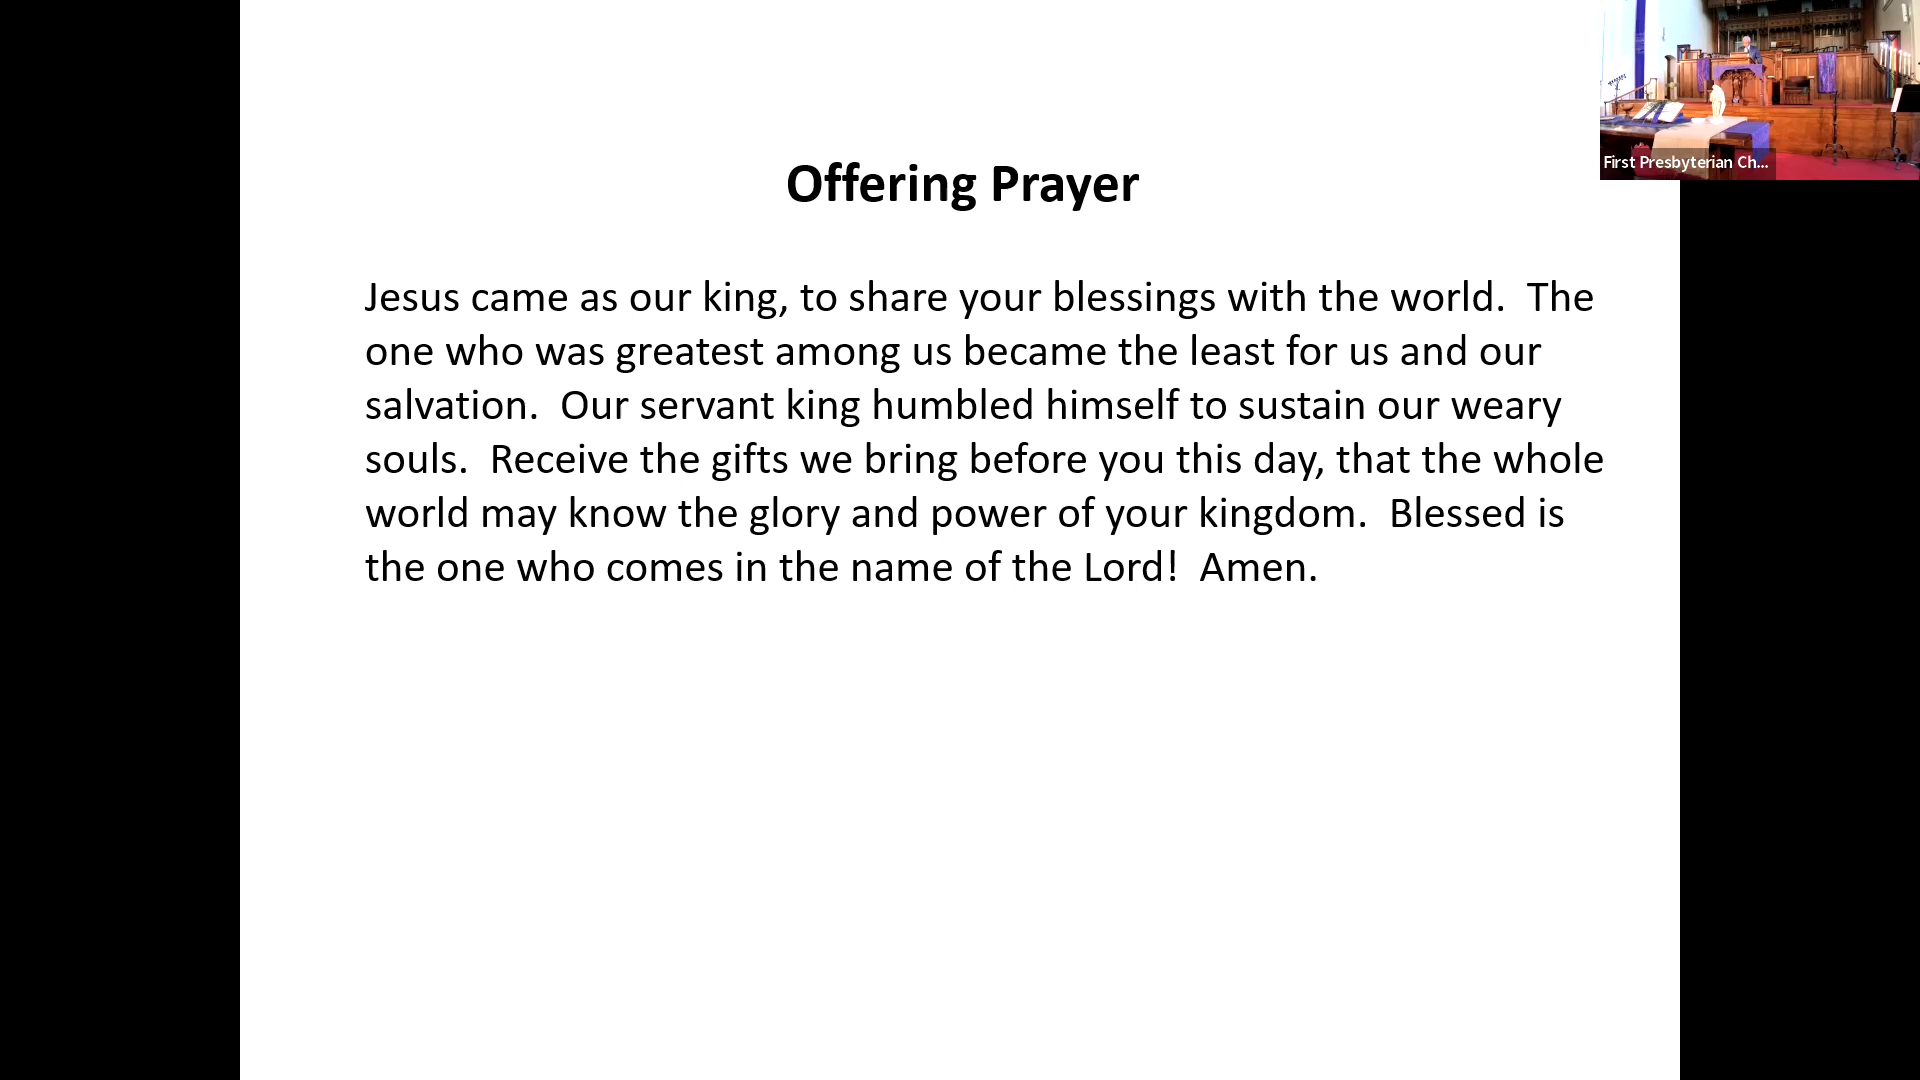 First Presbyterian Ch...
Offering Prayer
Jesus came as our king, to share your blessings with the world.  The
one who was greatest among us became the least for us and our
salvation.  Our servant king humbled himself to sustain our weary
souls.  Receive the gifts we bring before you this day, that the whole
world may know the glory and power of your kingdom.  Blessed is
the one who comes in the name of the Lord!  Amen.